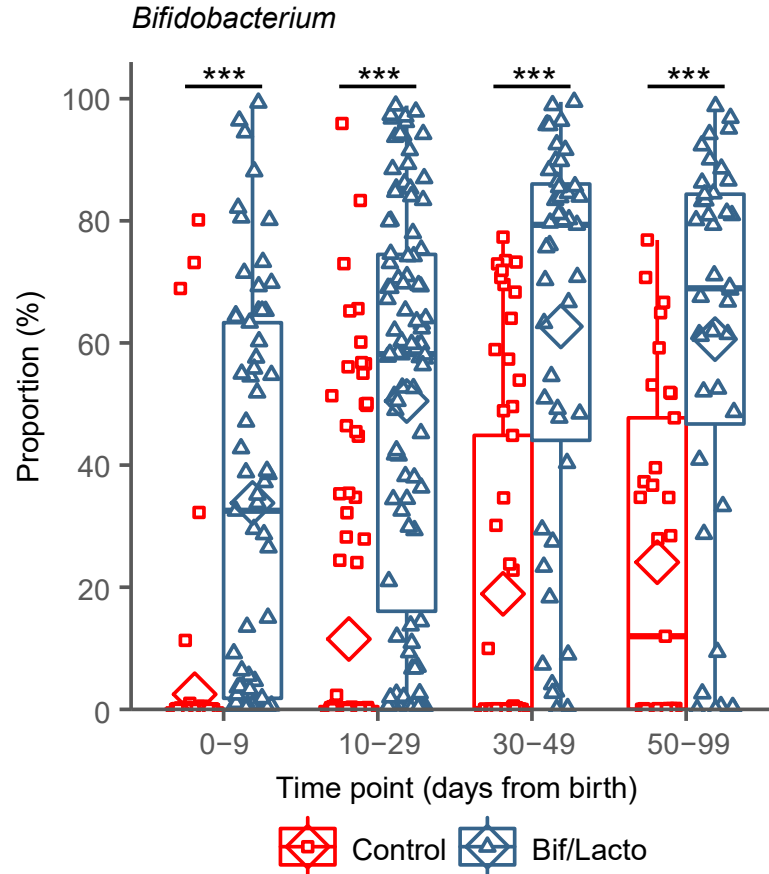 Bifidobacterium
*** *** *** ***
100
80
60
40
20
0
Proportion (%)
0−9 10−29 30−49 50−99
Time point (days from birth)
Control Bif/Lacto